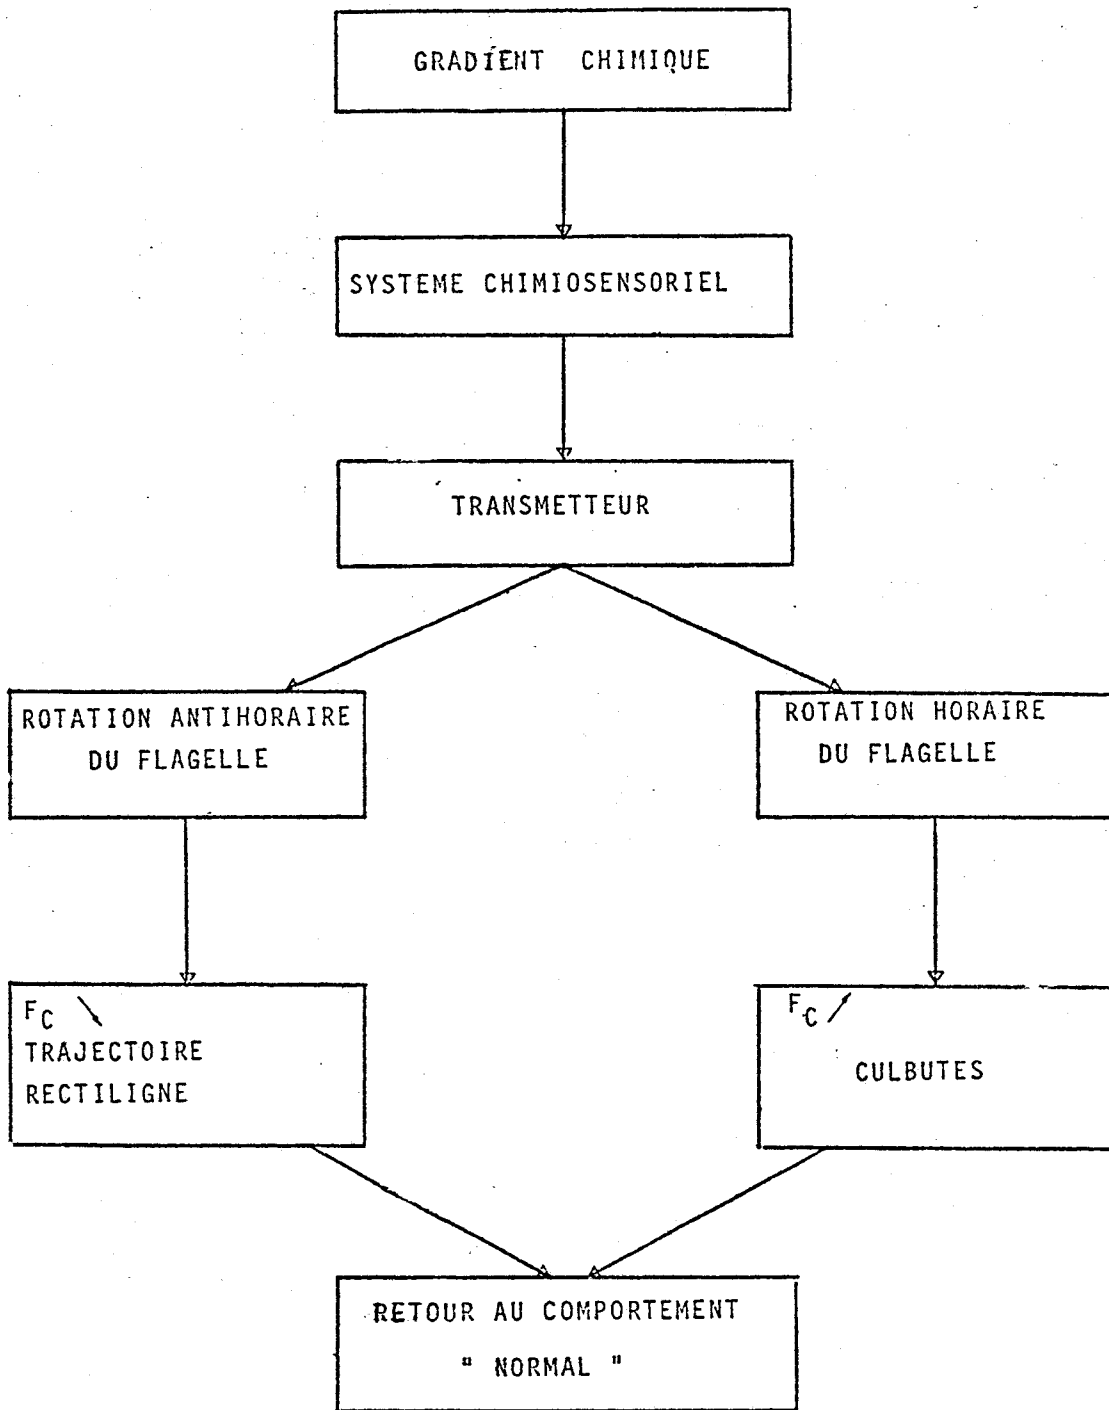 GRADIENT CHIMIQUE
SYSTEME CHIMIOSENSORIEL
TRANSMETTEUR
ROTATION ANTIHORAIRE
DU FLAGELLE
ROTATION HORAIRE
DU FLAGELLE
FC ↘
TRAJECTOIRE
RECTILIGNE
FC ↗
CULBUTES
RETOUR AU COMPORTEMENT
" NORMAL "